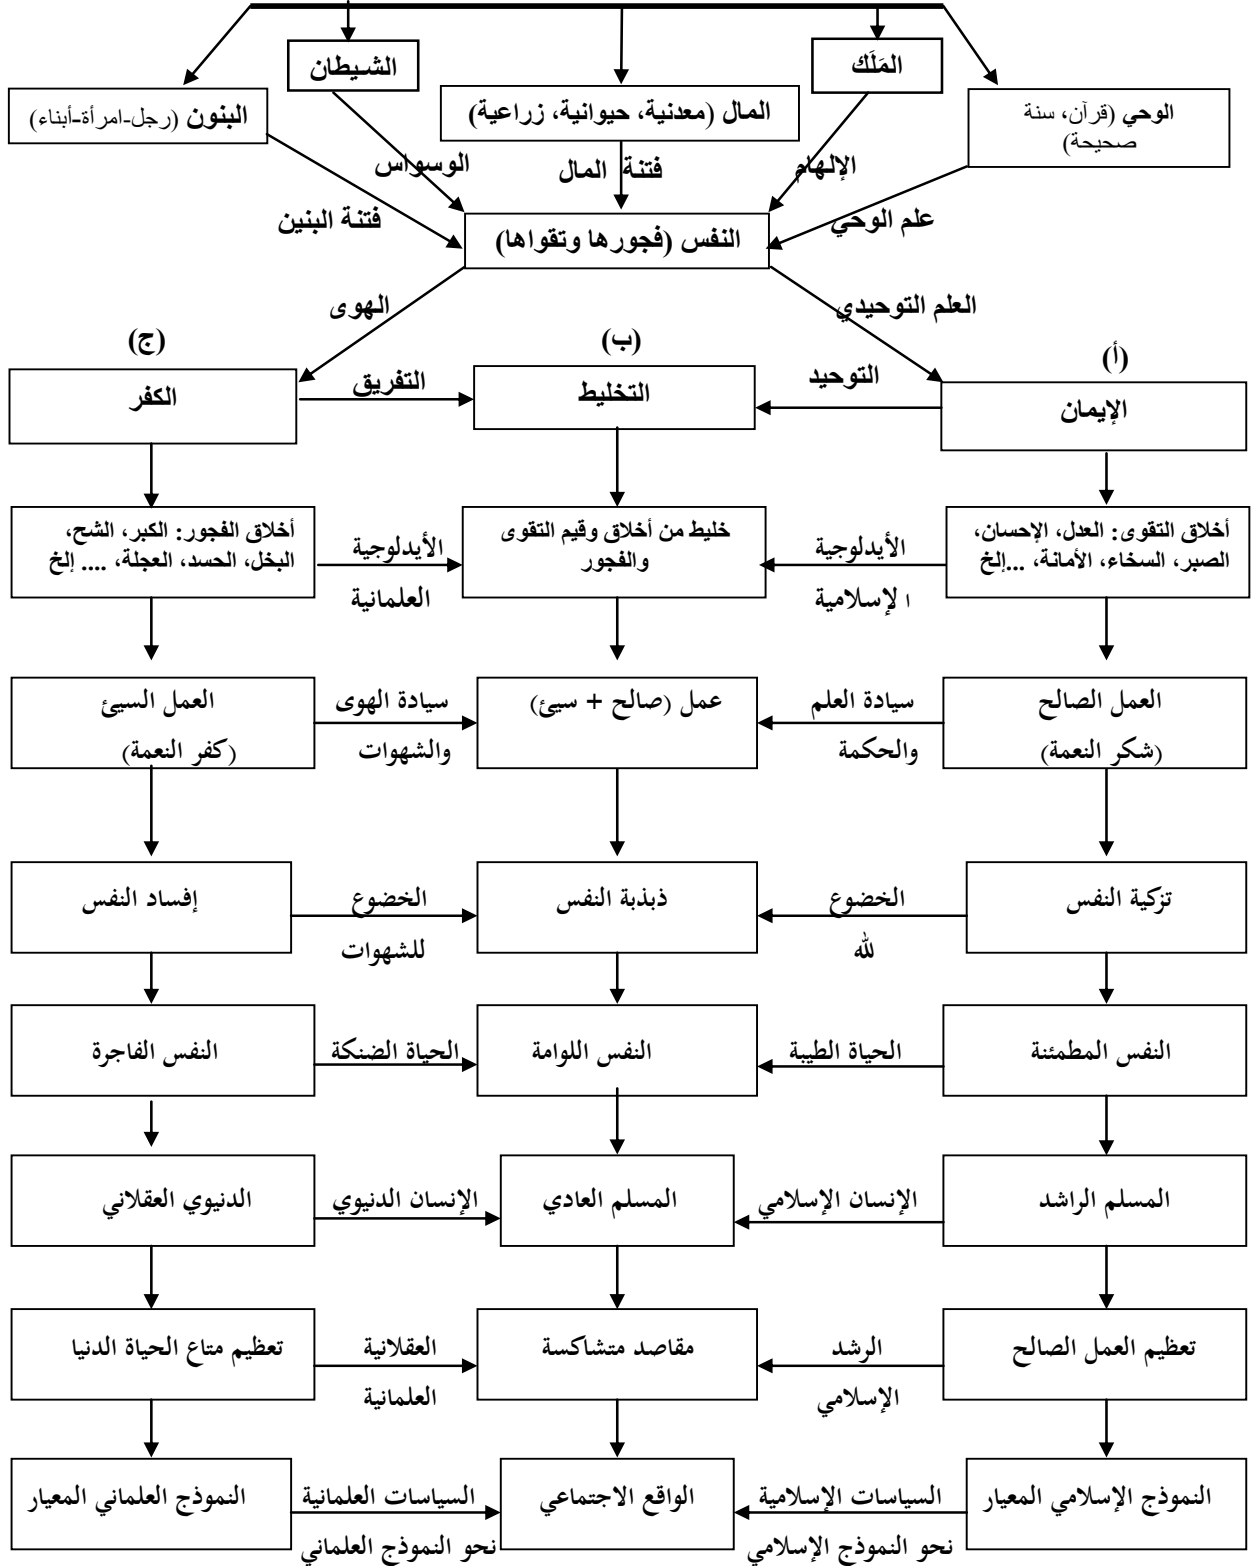 الملَك
الشيطان
الوحي (قرآن، سنة
صحيحة)
المال (معدنية، حيوانية، زراعية)
البنون (رجل-امرأة-أبناء)
الإلهام
فتنة المال
الوسواس
علم الوحي
فتنة البنين
النفس (فجورها وتقواها)
العلم التوحيدي
الهوى
(أ)
(ب)
(ج)
الإيمان
التوحيد
التخليط
التفريق
الكفر
أخلاق التقوى: العدل، الإحسان،
الصبر، السخاء، الأمانة، ...إلخ
الأيدلوجية
الإسلامية
خليط من أخلاق وقيم التقوى
والفجور
الأيدلوجية
العلمانية
أخلاق الفجور: الكبر، الشح،
البخل، الحسد، العجلة، .... إلخ
العمل الصالح
(شكر النعمة)
سيادة العلم
والحكمة
عمل (صالح + سيئ)
سيادة الهوى
والشهوات
العمل السيئ
(كفر النعمة)
تزكية النفس
الخضوع
لله
ذبذبة النفس
الخضوع
للشهوات
إفساد النفس
النفس المطمئنة
الحياة الطيبة
النفس اللوامة
الحياة الضنكة
النفس الفاجرة
المسلم الراشد
الإنسان الإسلامي
المسلم العادي
الإنسان الدنيوي
الدنيوي العقلاني
تعظيم العمل الصالح
الرشد
الإسلامي
مقاصد متشاكسة
العقلانية
العلمانية
تعظيم متاع الحياة الدنيا
النموذج الإسلامي المعيار
السياسات الإسلامية
نحو النموذج الإسلامي
الواقع الاجتماعي
السياسات العلمانية
نحو النموذج العلماني
النموذج العلماني المعيار